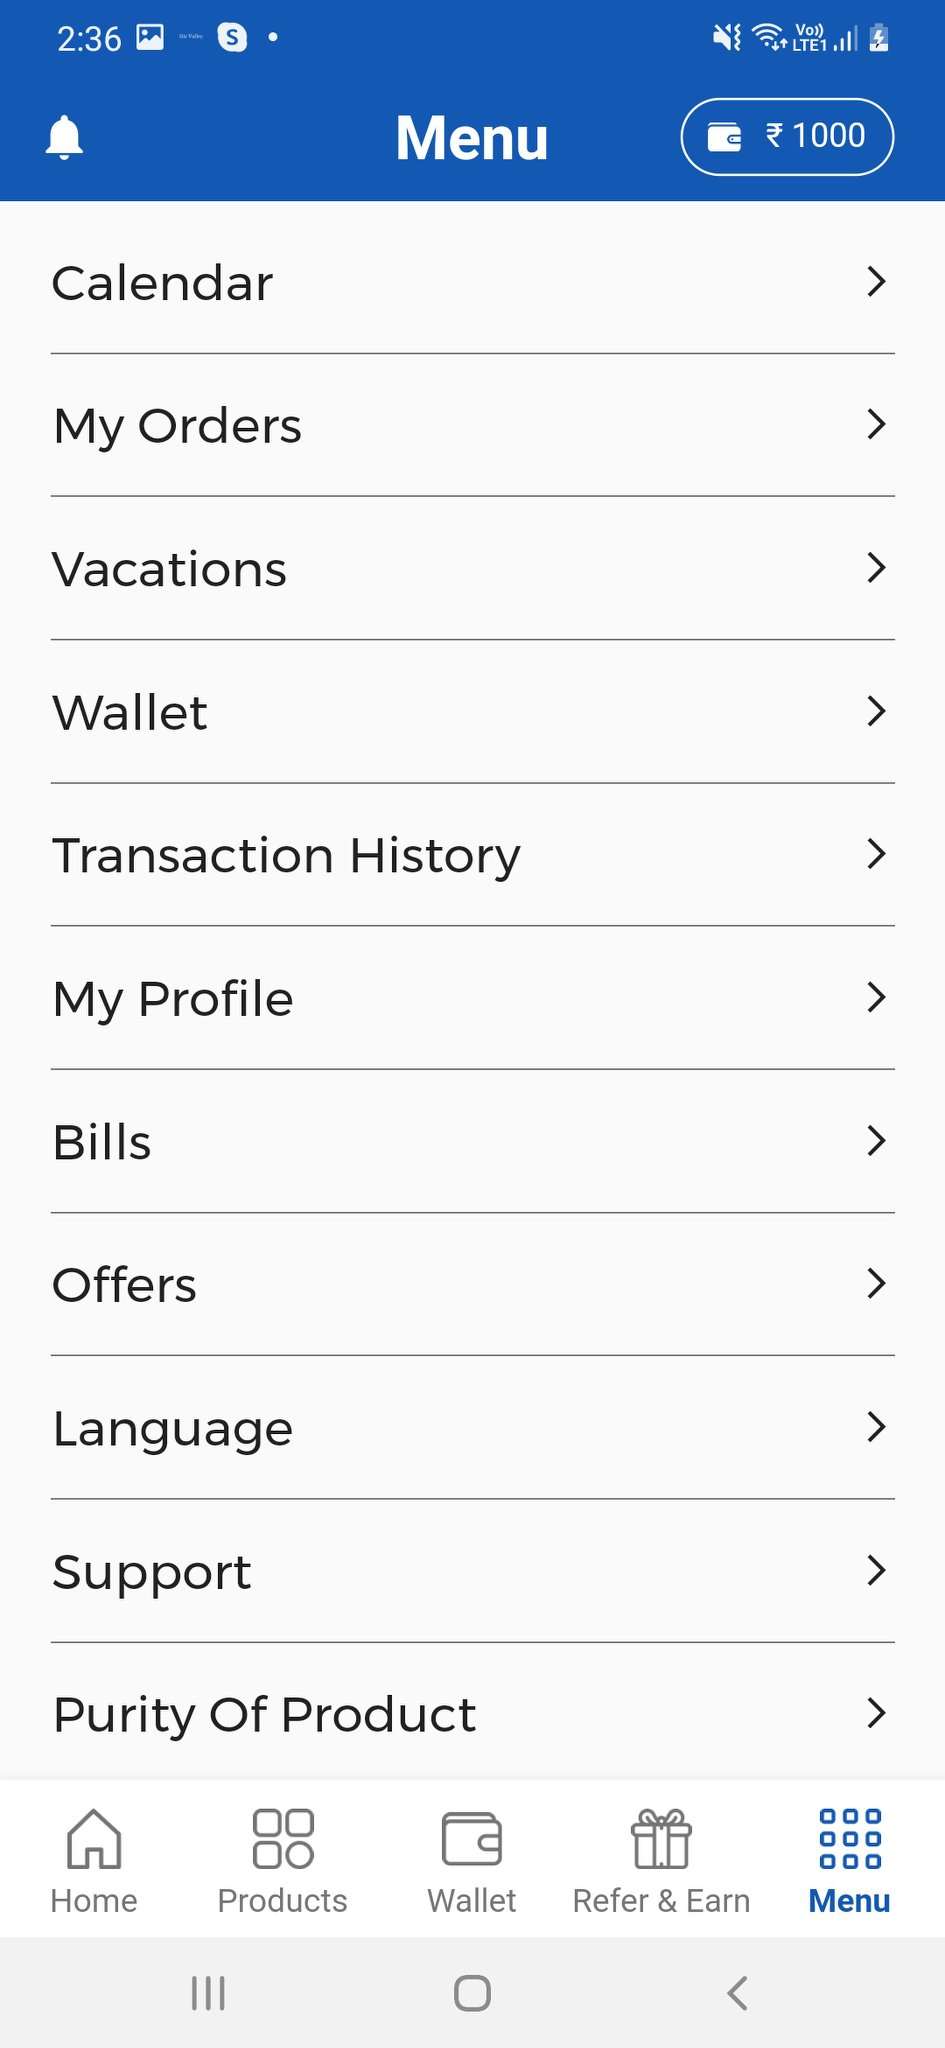 2:36
Vo))
LTE1
Menu
₹ 1000
Calendar
My Orders
Vacations
Wallet
Transaction History
My Profile
Bills
Offers
Language
Support
Purity Of Product
Home
Products
Wallet
Refer & Earn
Menu